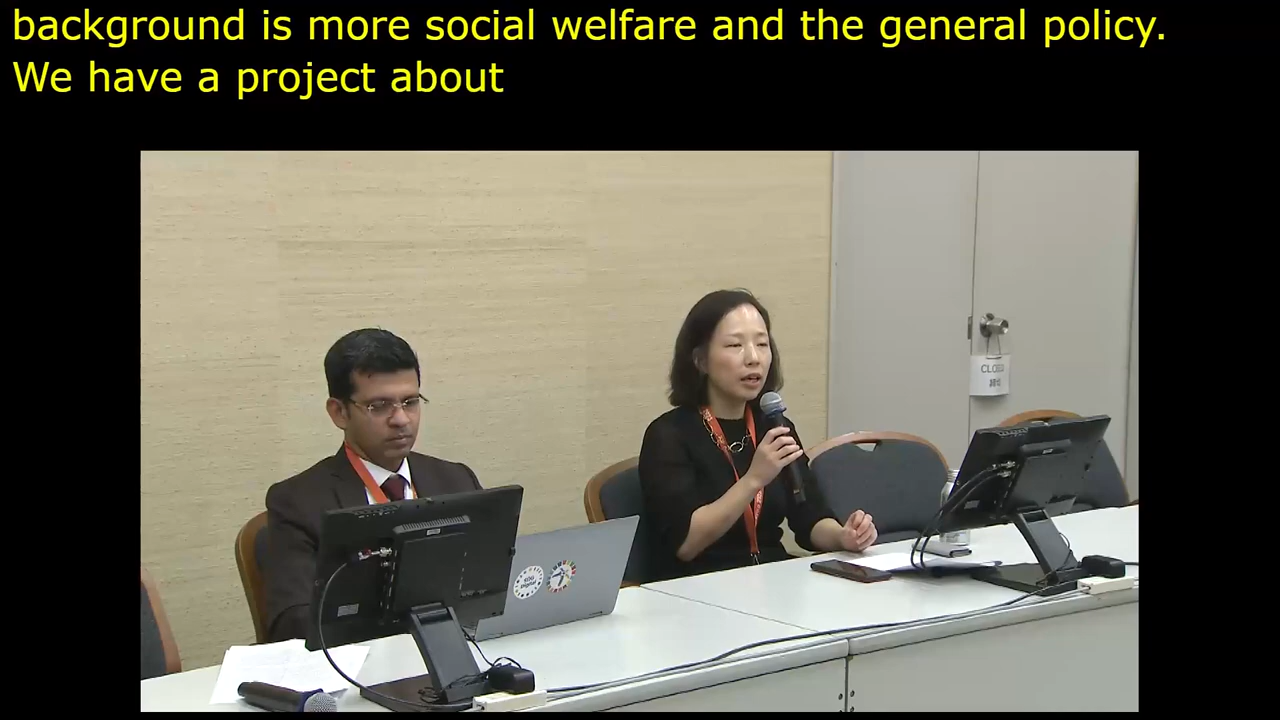 background is more social welfare and the general policy.
We have a project about
CLOSED